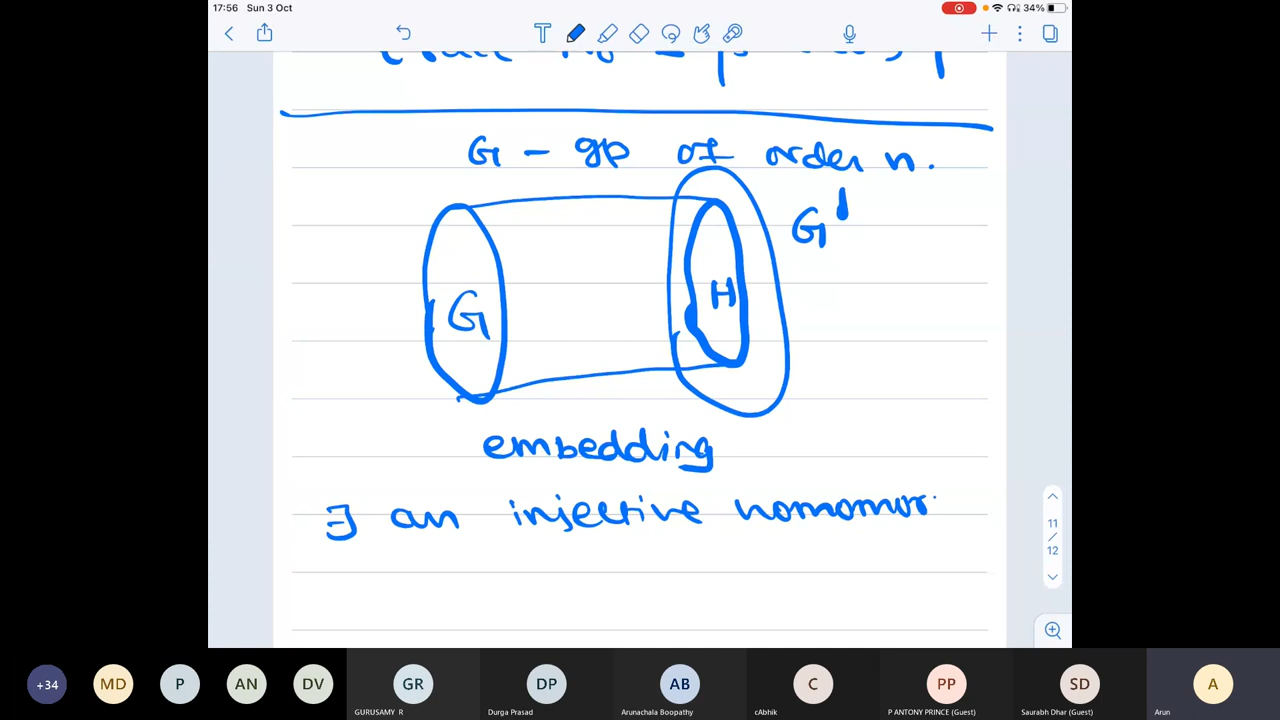 17:56 Sun 3 Oct 34%
G - gp of order n.
G'
G H
embedding
∃ an injective homomor.
11
/
12
+34 MD P AN DV GR DP AB C PP SD A
GURUSAMY R Durga Prasad Arunachala Boopathy cAbhik P ANTONY PRINCE (Guest) Saurabh Dhar (Guest) Arun